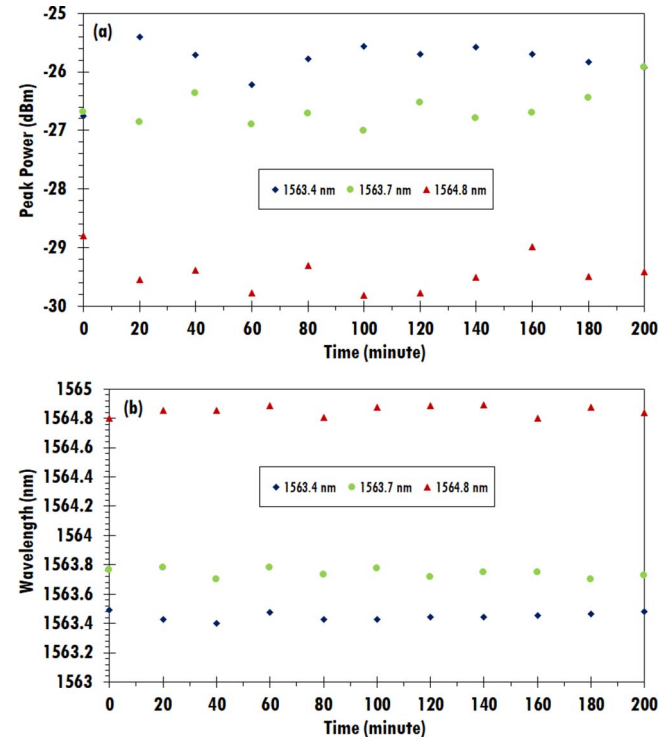 (a)
Peak Power (dBm)
-25
-26
-27
-28
-29
-30
1563.4 nm 1563.7 nm 1564.8 nm
0 20 40 60 80 100 120 140 160 180 200
Time (minute)
(b)
Wavelength (nm)
1565
1564.8
1564.6
1564.4
1564.2
1564
1563.8
1563.6
1563.4
1563.2
1563
1563.4 nm 1563.7 nm 1564.8 nm
0 20 40 60 80 100 120 140 160 180 200
Time (minute)